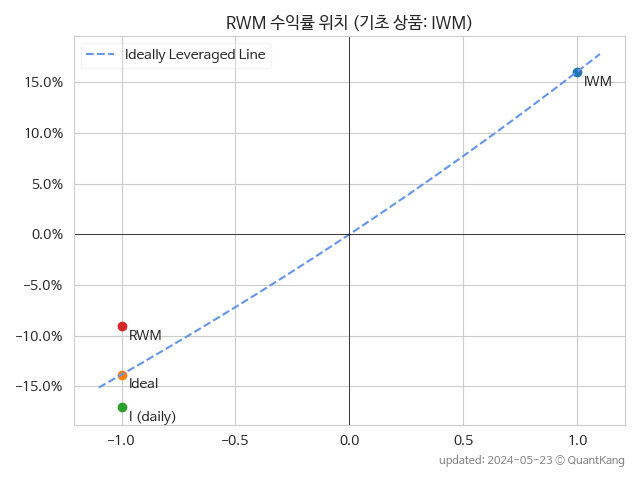 RWM 수익률 위치 (기초 상품: IWM)
Ideally Leveraged Line
15.0%
10.0%
5.0%
0.0%
−5.0%
−10.0%
−15.0%
IWM
RWM
Ideal
I (daily)
−1.0
−0.5
0.0
0.5
1.0
updated: 2024-05-23 © QuantKang